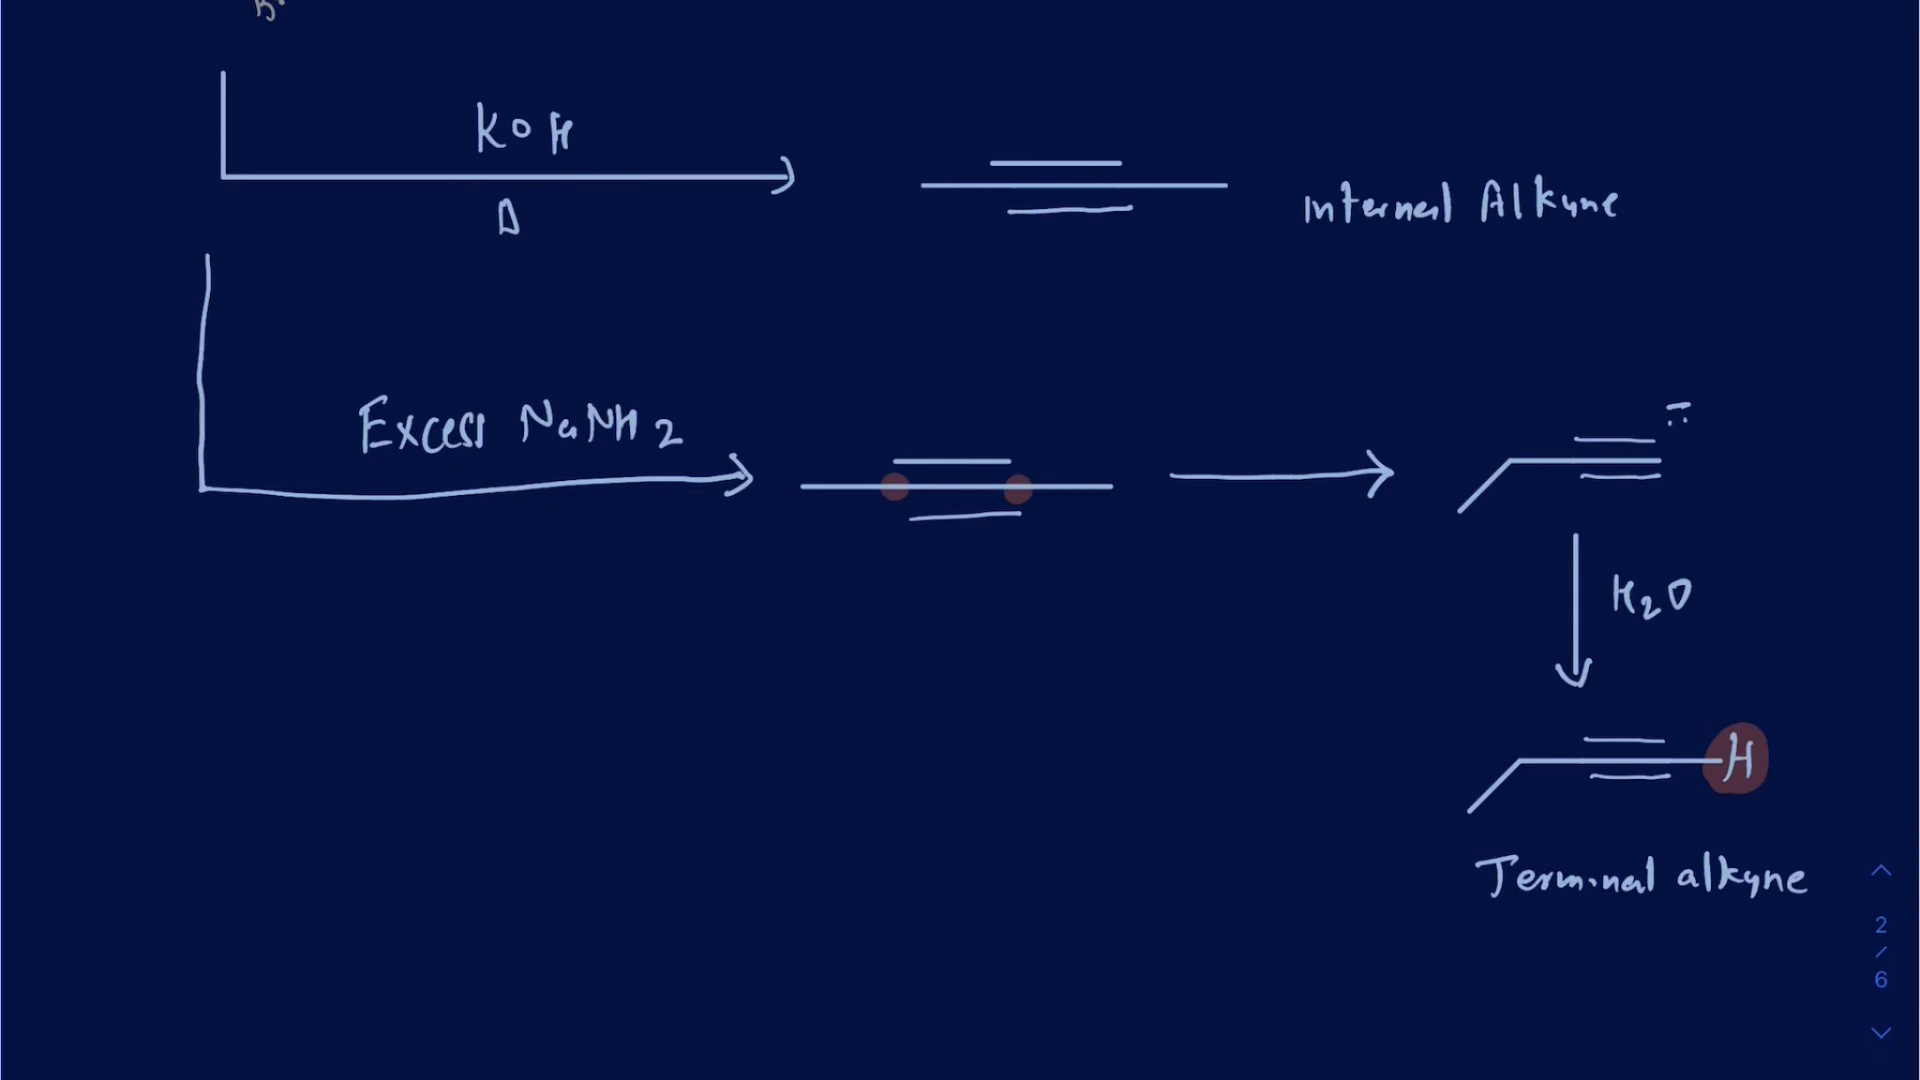 KOH
Δ
Internal Alkyne
Excess NaNH2
H2O
H
Terminal alkyne
2
/
6